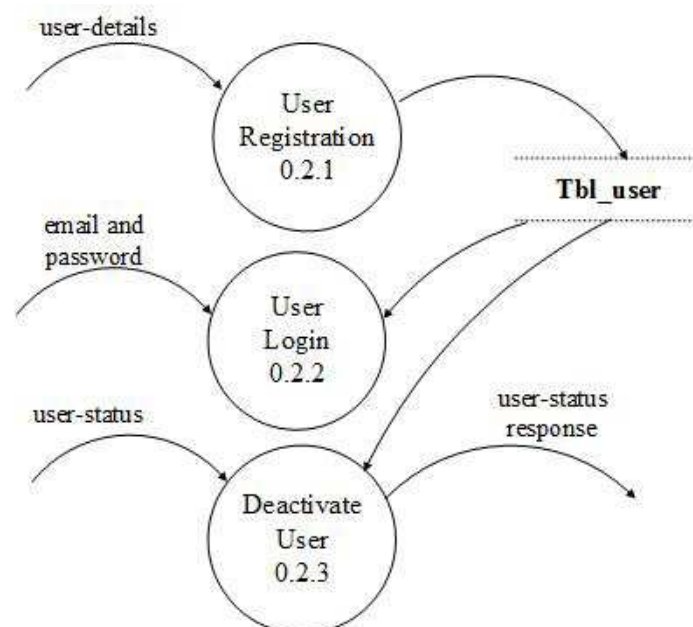 user-details
User
Registration
0.2.1
Tbl_user
email and
password
User
Login
0.2.2
user-status
user-status
response
Deactivate
User
0.2.3